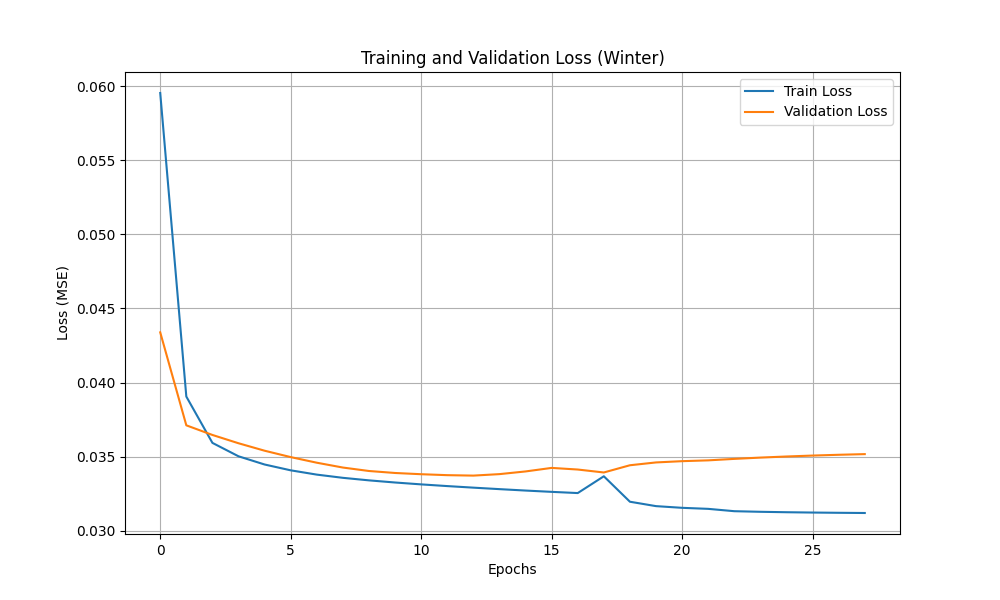 Training and Validation Loss (Winter)
Train Loss
Validation Loss
0.060
0.055
0.050
0.045
0.040
0.035
0.030
Loss (MSE)
0 5 10 15 20 25
Epochs